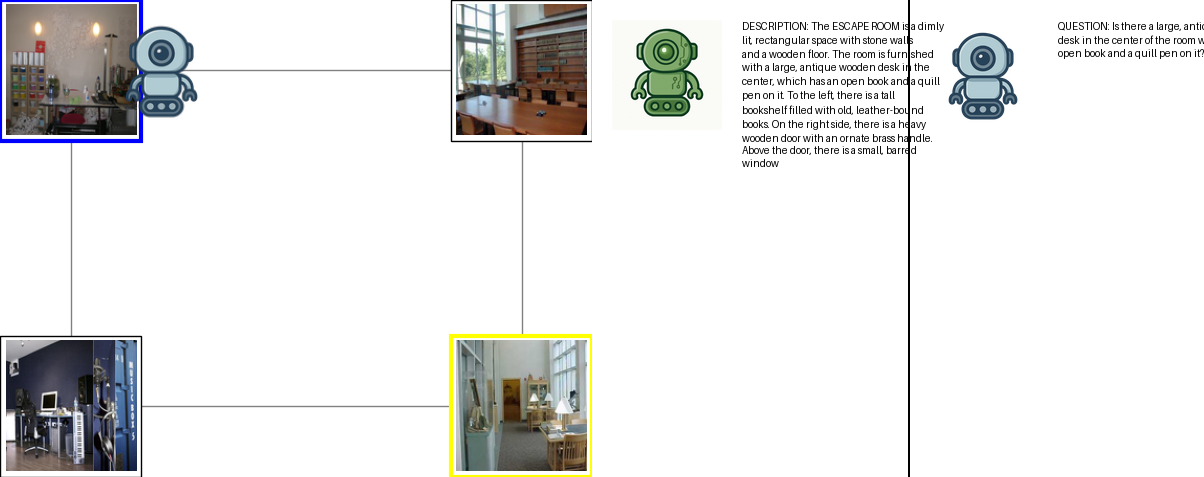 DESCRIPTION: The ESCAPE ROOM is a dimly
lit, rectangular space with stone walls
and a wooden floor. The room is furnished
with a large, antique wooden desk in the
center, which has an open book and a quill
pen on it. To the left, there is a tall
bookshelf filled with old, leather-bound
books. On the right side, there is a heavy
wooden door with an ornate brass handle.
Above the door, there is a small, barred
window
QUESTION: Is there a large,
desk in the center of the room
open book and a quill pen on it?
MUSIC BOX 5